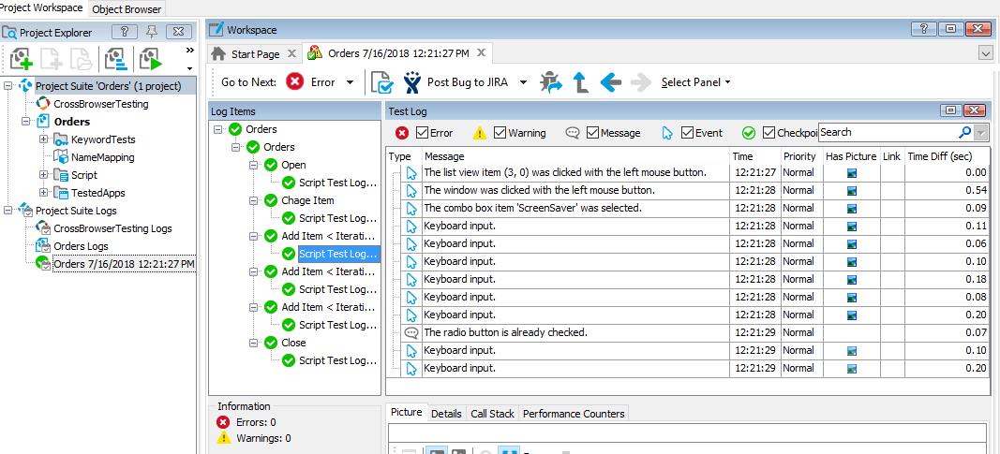 Project Workspace Object Browser
Project Explorer
Project Suite 'Orders' (1 project)
CrossBrowserTesting
Orders
KeywordTests
NameMapping
Script
TestedApps
Project Suite Logs
CrossBrowserTesting Logs
Orders Logs
Orders 7/16/2018 12:21:27 PM
Workspace
Start Page Orders 7/16/2018 12:21:27 PM
Go to Next: Error Post Bug to JIRA Select Panel
Log Items
Orders
Orders
Open
Script Test Log...
Chage Item
Script Test Log...
Add Item < Iterati...
Script Test Log...
Add Item < Iterati...
Script Test Log...
Add Item < Iterati...
Script Test Log...
Close
Script Test Log...
Information
Errors: 0
Warnings: 0
Test Log
Error Warning Message Event Checkpoi Search
Type Message Time Priority Has Picture Link Time Diff (sec)
The list view item (3, 0) was clicked with the left mouse button. 12:21:27 Normal 0.00
The window was clicked with the left mouse button. 12:21:28 Normal 0.54
The combo box item 'ScreenSaver' was selected. 12:21:28 Normal 0.09
Keyboard input. 12:21:28 Normal 0.11
Keyboard input. 12:21:28 Normal 0.06
Keyboard input. 12:21:28 Normal 0.10
Keyboard input. 12:21:28 Normal 0.18
Keyboard input. 12:21:28 Normal 0.08
Keyboard input. 12:21:28 Normal 0.20
The radio button is already checked. 12:21:29 Normal 0.07
Keyboard input. 12:21:29 Normal 0.10
Keyboard input. 12:21:29 Normal 0.20
Picture Details Call Stack Performance Counters